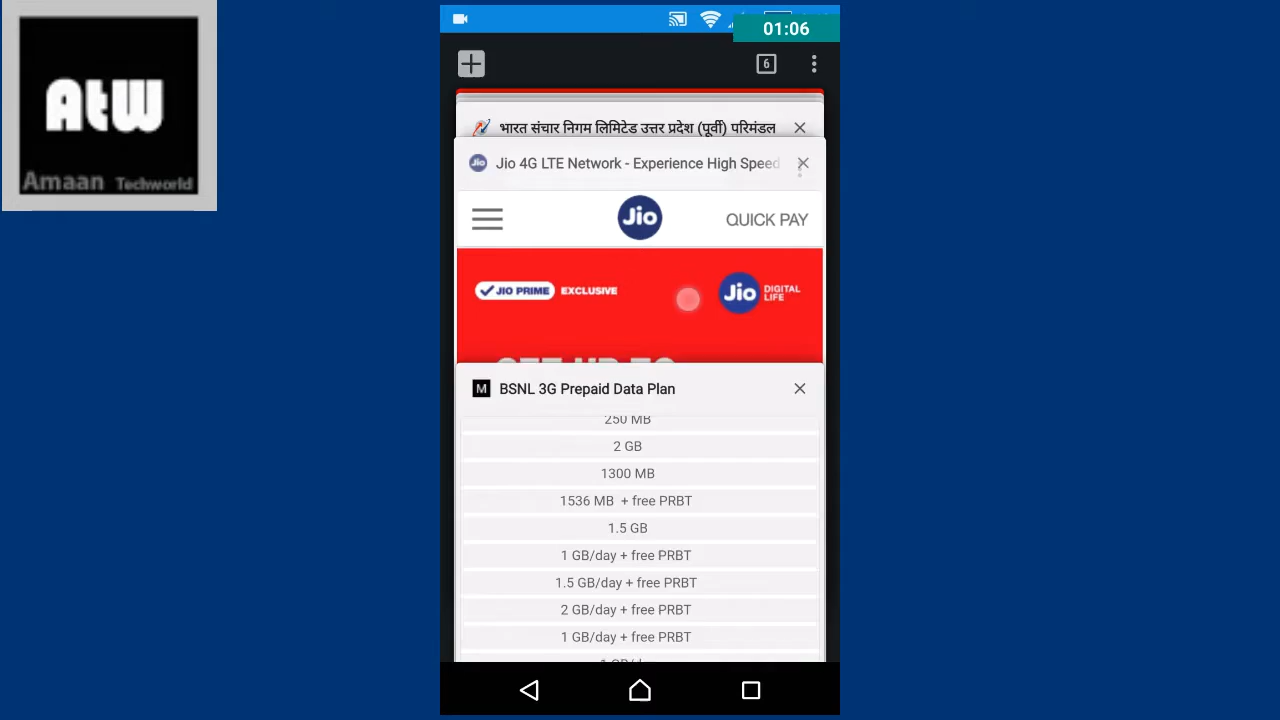 AtW
Amaan Techworld
01:06
6
भारत संचार निगम लिमिटेड उत्तर प्रदेश (पूर्वी) परिमंडल
Jio 4G LTE Network - Experience High Speed
Jio QUICK PAY
JIO PRIME EXCLUSIVE
Jio DIGITAL LIFE
GET UP TO
M BSNL 3G Prepaid Data Plan
250 MB
2 GB
1300 MB
1536 MB + free PRBT
1.5 GB
1 GB/day + free PRBT
1.5 GB/day + free PRBT
2 GB/day + free PRBT
1 GB/day + free PRBT